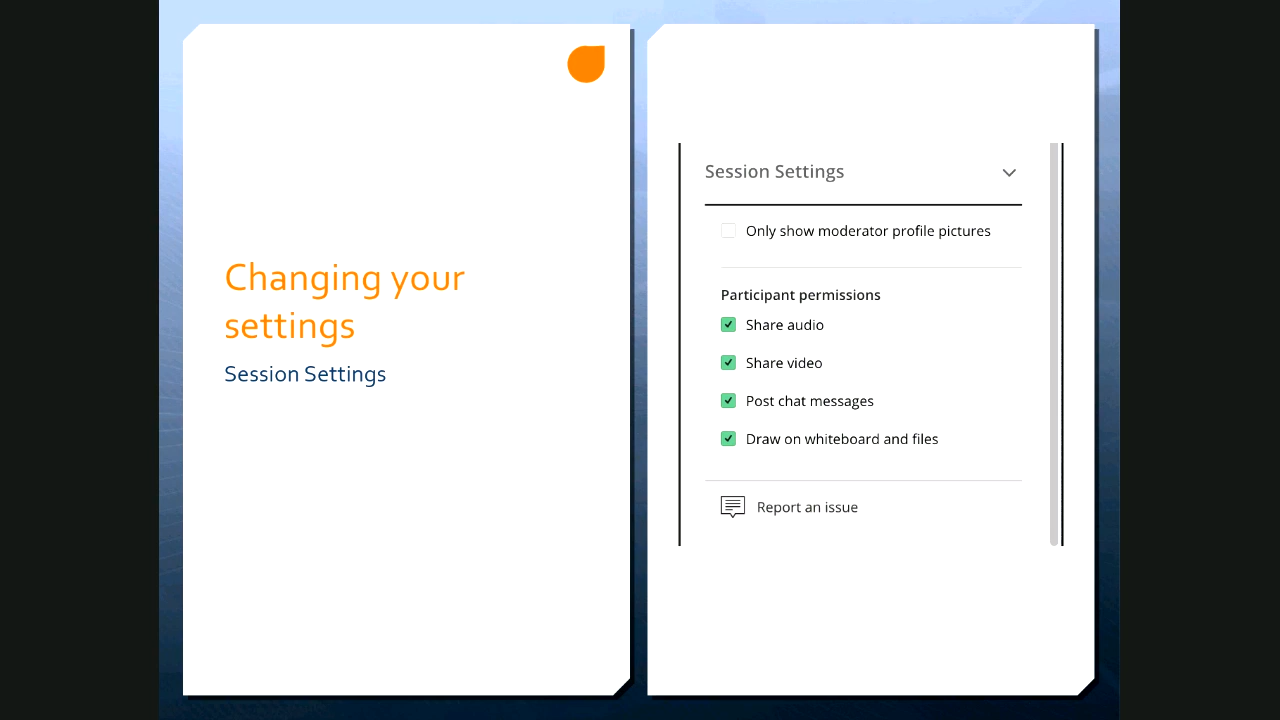 Changing your
settings
Session Settings
Session Settings
Only show moderator profile pictures
Participant permissions
Share audio
Share video
Post chat messages
Draw on whiteboard and files
Report an issue